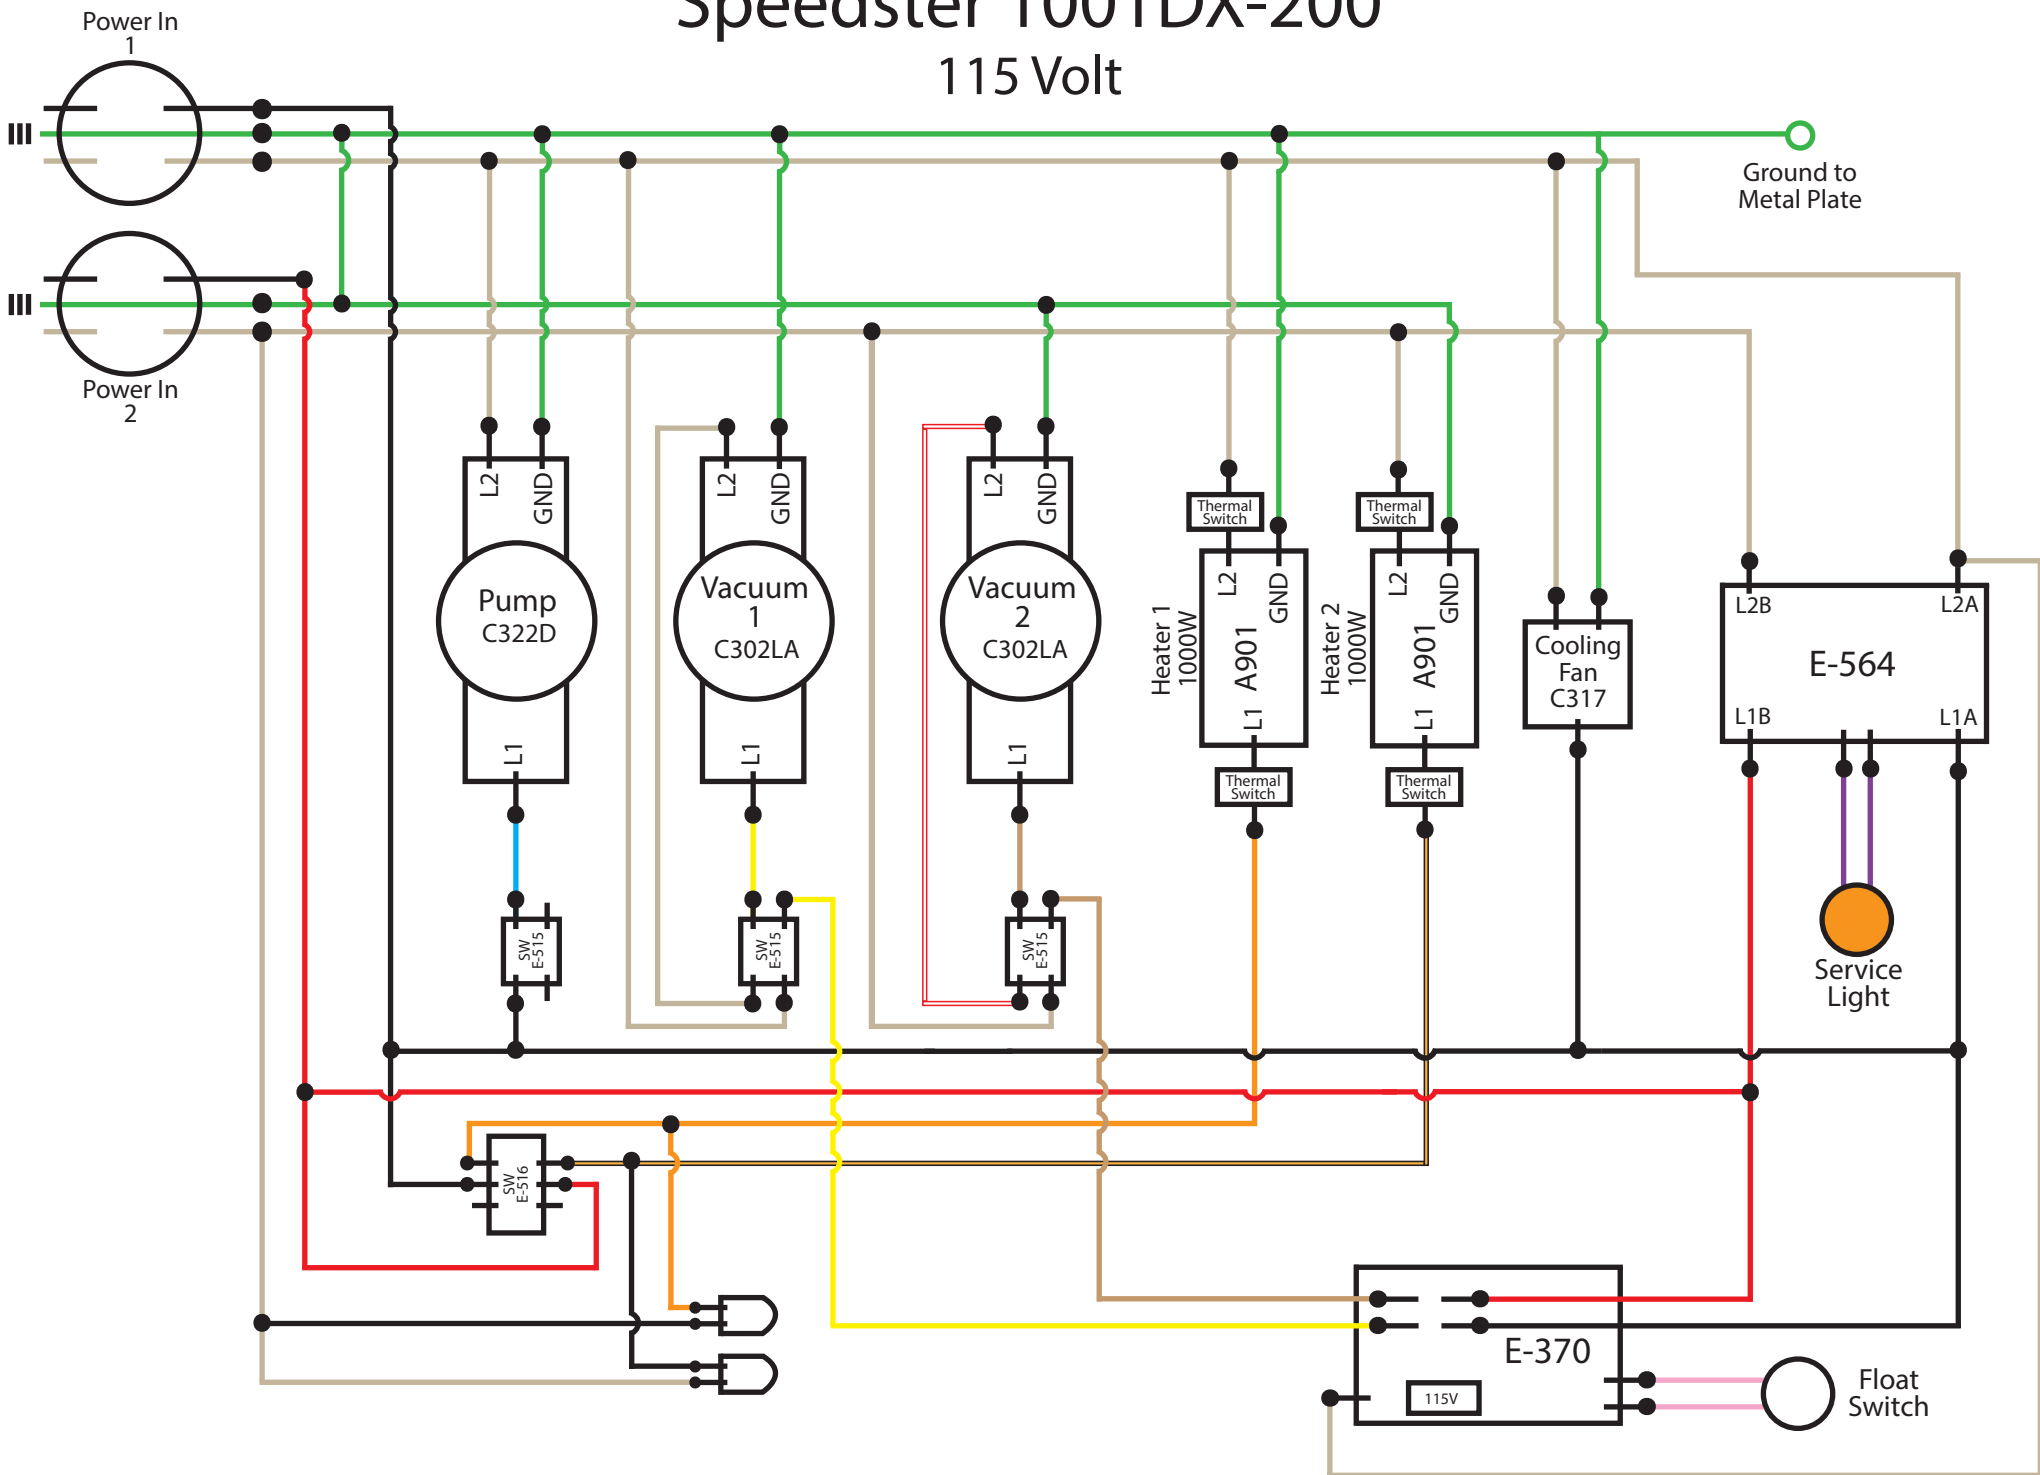 Speedster 1001DX-200
115 Volt
Power In
1
Ground to
Metal Plate
Power In
2
L2
GND
Pump
C322D
L1
L2
GND
Vacuum
1
C302LA
L1
L2
GND
Vacuum
2
C302LA
L1
Thermal
Switch
L2
GND
Heater 1
1000W
A901
L1
Thermal
Switch
Thermal
Switch
L2
GND
Heater 2
1000W
A901
L1
Thermal
Switch
Cooling
Fan
C317
L2B
L2A
E-564
L1B
L1A
Service
Light
SW
E-515
SW
E-515
SW
E-515
SW
E-516
E-370
115V
Float
Switch